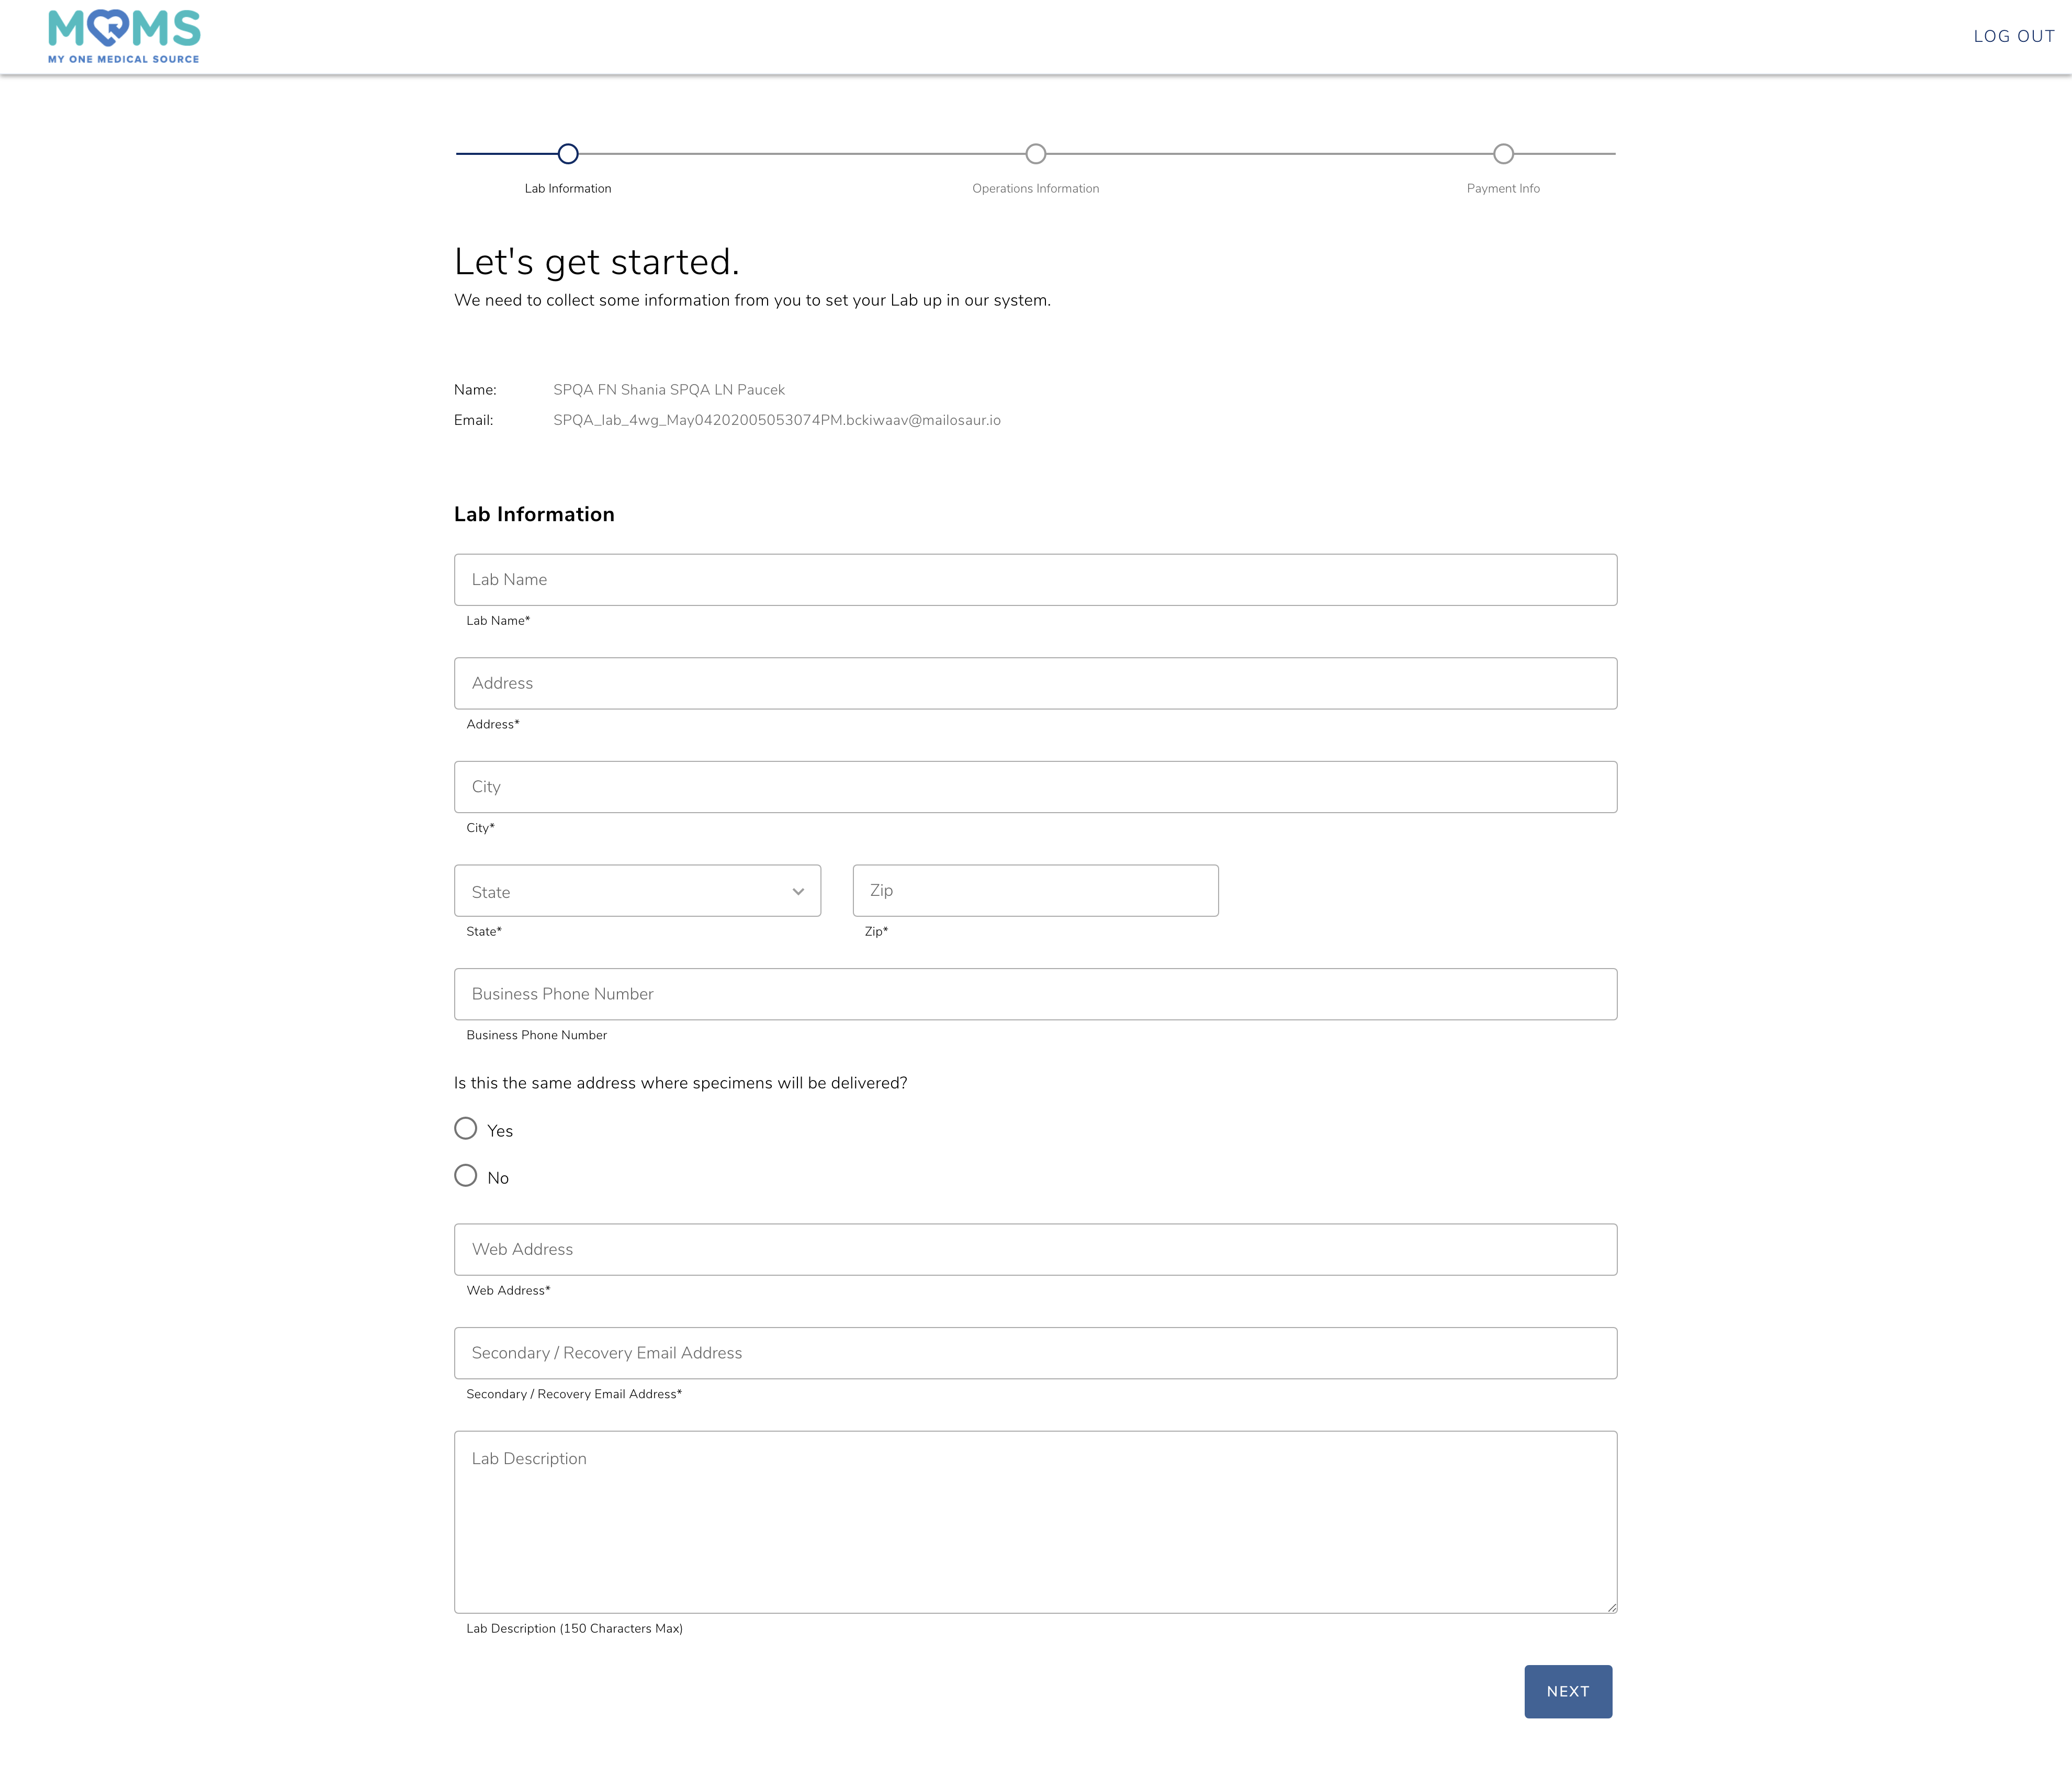 MOMS
MY ONE MEDICAL SOURCE
LOG OUT
Lab Information
Operations Information
Payment Info
Let's get started.
We need to collect some information from you to set your Lab up in our system.
Name: SPQA FN Shania SPQA LN Paucek
Email: SPQA_lab_4wg_May04202005053074PM.bckiwaav@mailosaur.io
Lab Information
Lab Name
Lab Name*
Address
Address*
City
City*
State Zip
State* Zip*
Business Phone Number
Business Phone Number
Is this the same address where specimens will be delivered?
Yes
No
Web Address
Web Address*
Secondary / Recovery Email Address
Secondary / Recovery Email Address*
Lab Description
Lab Description (150 Characters Max)
NEXT